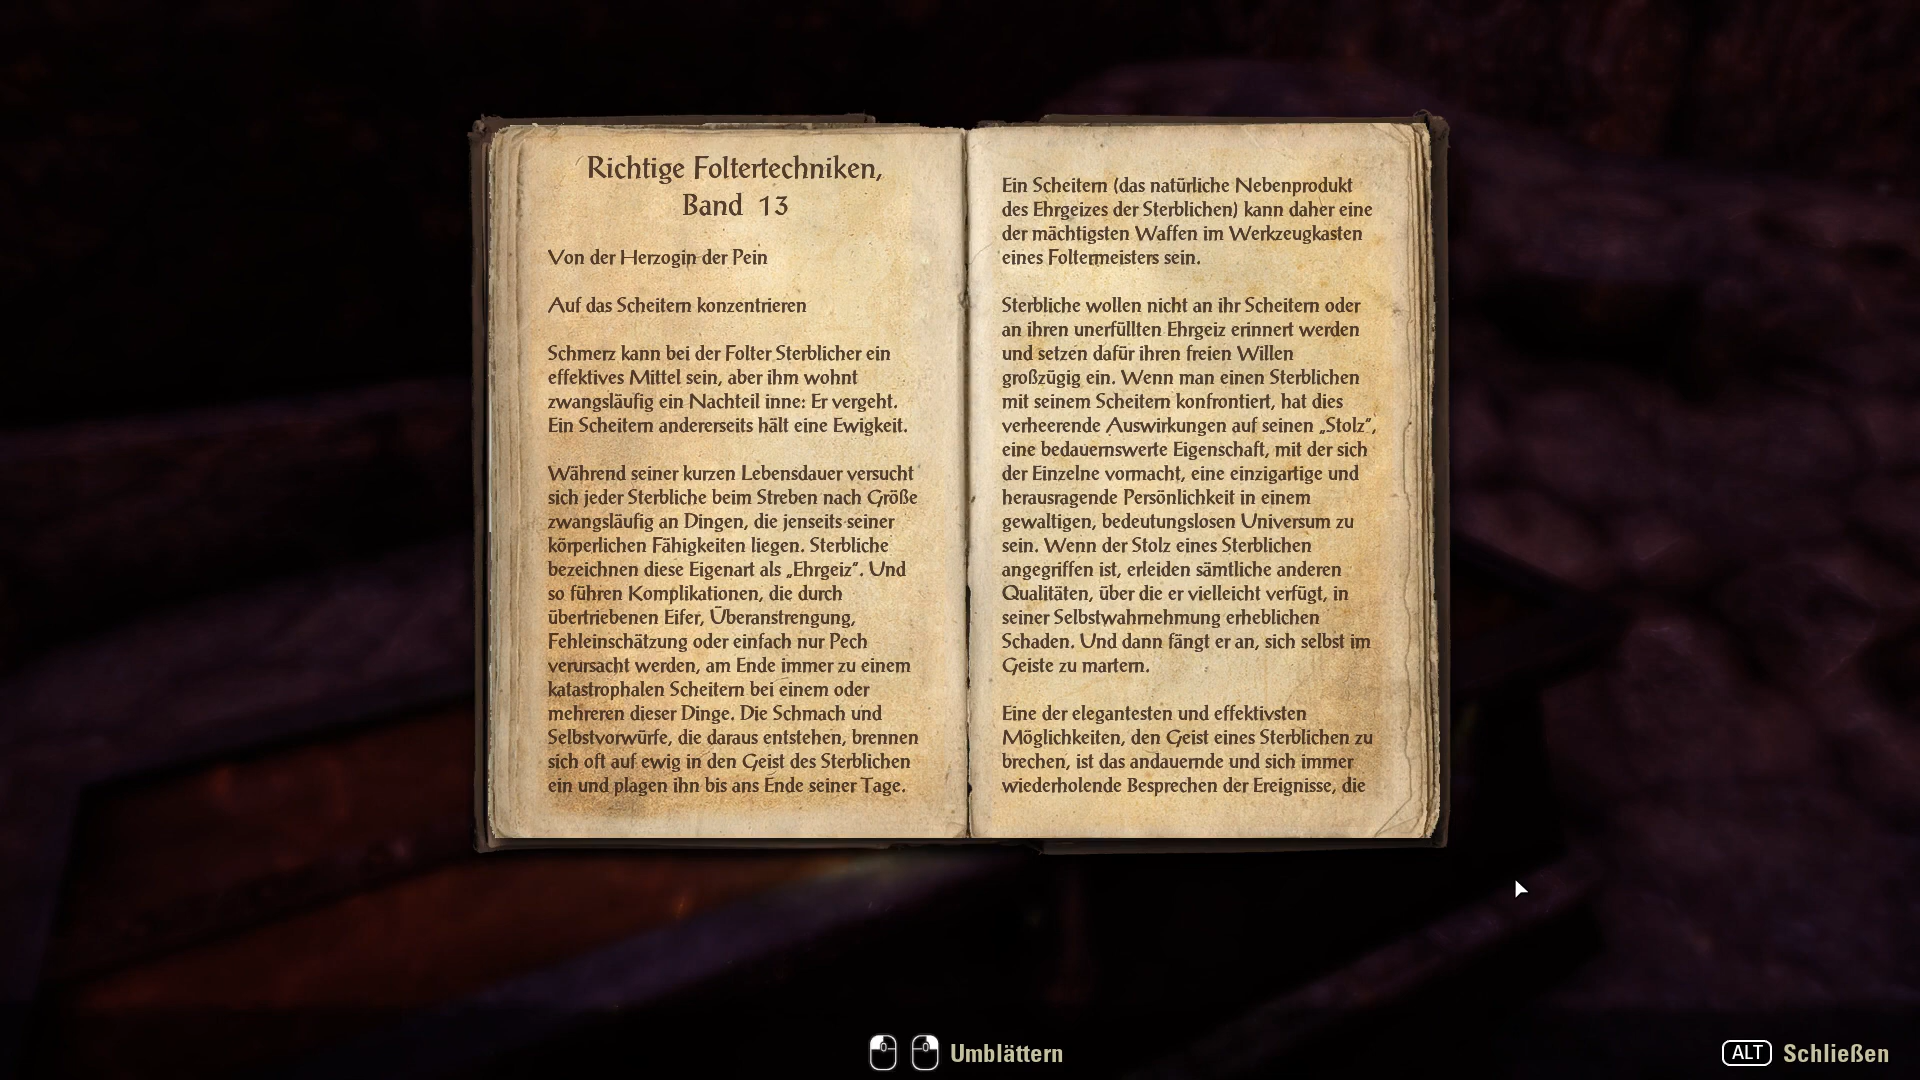 Richtige Foltertechniken,
Band 13
Von der Herzogin der Pein
Auf das Scheitern konzentrieren
Schmerz kann bei der Folter Sterblicher ein
effektives Mittel sein, aber ihm wohnt
zwangsläufig ein Nachteil inne: Er vergeht.
Ein Scheitern andererseits hält eine Ewigkeit.
Während seiner kurzen Lebensdauer versucht
sich jeder Sterbliche beim Streben nach Größe
zwangsläufig an Dingen, die jenseits seiner
körperlichen Fähigkeiten liegen. Sterbliche
bezeichnen diese Eigenart als „Ehrgeiz“. Und
so führen Komplikationen, die durch
übertriebenen Eifer, Überanstrengung,
Fehleinschätzung oder einfach nur Pech
verursacht werden, am Ende immer zu einem
katastrophalen Scheitern bei einem oder
mehreren dieser Dinge. Die Schmach und
Selbstvorwürfe, die daraus entstehen, brennen
sich oft auf ewig in den Geist des Sterblichen
ein und plagen ihn bis ans Ende seiner Tage.
Ein Scheitern (das natürliche Nebenprodukt
des Ehrgeizes der Sterblichen) kann daher eine
der mächtigsten Waffen im Werkzeugkasten
eines Foltermeisters sein.
Sterbliche wollen nicht an ihr Scheitern oder
an ihren unerfüllten Ehrgeiz erinnert werden
und setzen dafür ihren freien Willen
großzügig ein. Wenn man einen Sterblichen
mit seinem Scheitern konfrontiert, hat dies
verheerende Auswirkungen auf seinen „Stolz“,
eine bedauernswerte Eigenschaft, mit der sich
der Einzelne vormacht, eine einzigartige und
herausragende Persönlichkeit in einem
gewaltigen, bedeutungslosen Universum zu
sein. Wenn der Stolz eines Sterblichen
angegriffen ist, erleiden sämtliche anderen
Qualitäten, über die er vielleicht verfügt, in
seiner Selbstwahrnehmung erheblichen
Schaden. Und dann fängt er an, sich selbst im
Geiste zu martern.
Eine der elegantesten und effektivsten
Möglichkeiten, den Geist eines Sterblichen zu
brechen, ist das andauernde und sich immer
wiederholende Besprechen der Ereignisse, die
Umblättern
ALT Schließen